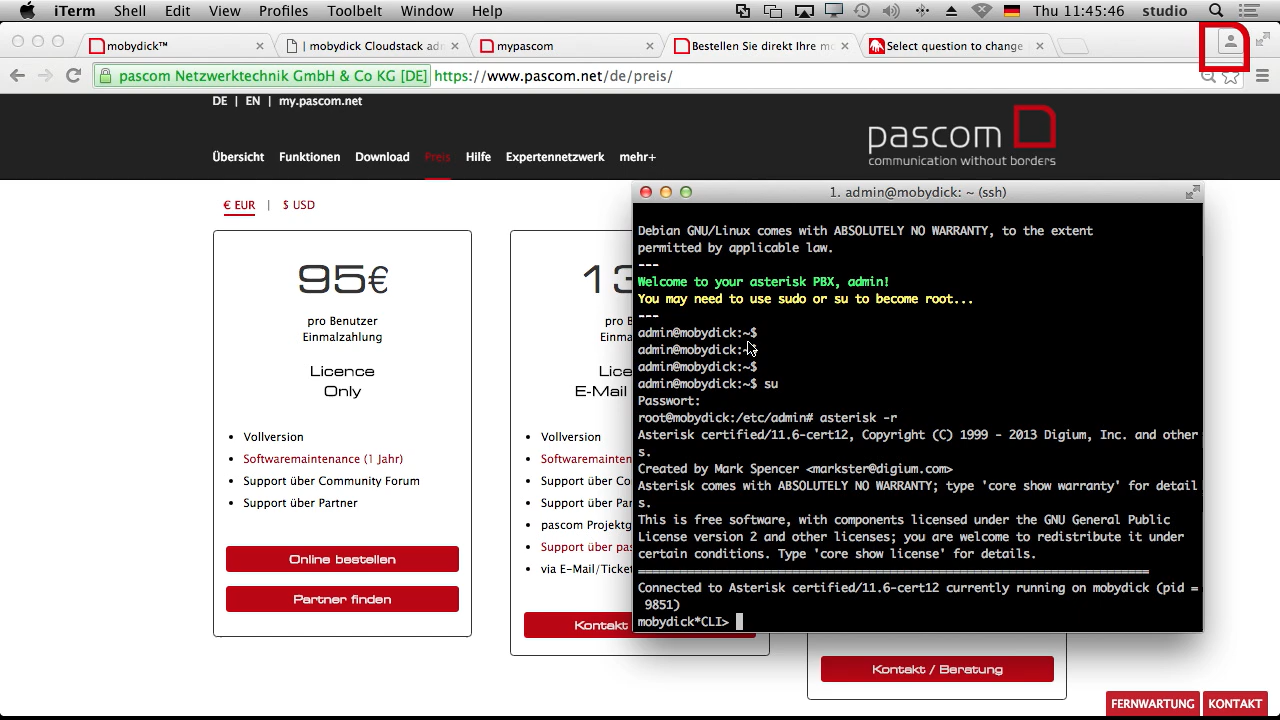 iTerm Shell Edit View Profiles Toolbelt Window Help Thu 11:45:46 studio
mobydick™ × | mobydick Cloudstack adr × mypascom × Bestellen Sie direkt Ihre m × Select question to change ×
pascom Netzwerktechnik GmbH & Co KG [DE] https://www.pascom.net/de/preis/
DE | EN | my.pascom.net
pascom
communication without borders
Übersicht Funktionen Download Preis Hilfe Expertennetzwerk mehr+
€ EUR | $ USD
95€
pro Benutzer
Einmalzahlung
Licence
Only
• Vollversion
• Softwaremaintenance (1 Jahr)
• Support über Community Forum
• Support über Partner
Online bestellen
Partner finden
13
pro B
Einma
Lice
E-Mail
• Vollversion
• Softwaremainten
• Support über Co
• Support über Par
• pascom Projektg
• Support über pas
• via E-Mail/Ticket
Kontakt
1. admin@mobydick: ~ (ssh)
Debian GNU/Linux comes with ABSOLUTELY NO WARRANTY, to the extent
permitted by applicable law.
---
Welcome to your asterisk PBX, admin!
You may need to use sudo or su to become root...
---
admin@mobydick:~$
admin@mobydick:~$
admin@mobydick:~$
admin@mobydick:~$ su
Passwort:
root@mobydick:/etc/admin# asterisk -r
Asterisk certified/11.6-cert12, Copyright (C) 1999 - 2013 Digium, Inc. and other
s.
Created by Mark Spencer <markster@digium.com>
Asterisk comes with ABSOLUTELY NO WARRANTY; type 'core show warranty' for detail
s.
This is free software, with components licensed under the GNU General Public
License version 2 and other licenses; you are welcome to redistribute it under
certain conditions. Type 'core show license' for details.
=========================================================================
Connected to Asterisk certified/11.6-cert12 currently running on mobydick (pid =
9851)
mobydick*CLI>
Kontakt / Beratung
FERNWARTUNG KONTAKT